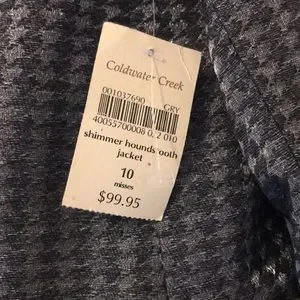 Coldwater Creek
001037690 GRY
40055700008 0. 2 010
shimmer houndstooth
jacket
10
misses
$99.95